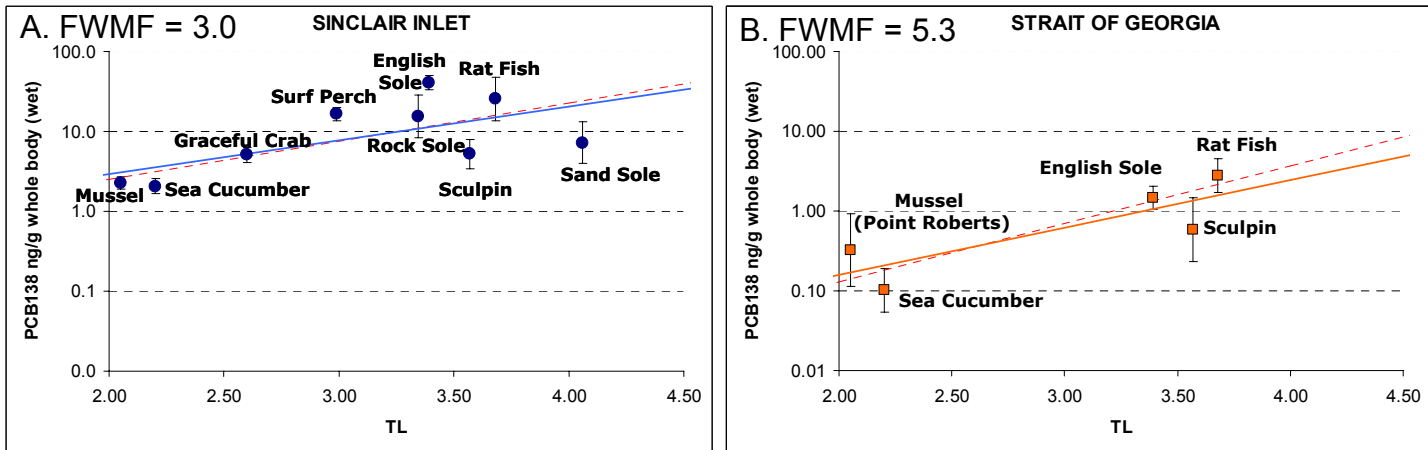 A. FWMF = 3.0
SINCLAIR INLET
PCB138 ng/g whole body (wet)
100.0
10.0
1.0
0.1
0.0
English
Sole
Rat Fish
Surf Perch
Graceful Crab
Rock Sole
Mussel
Sea Cucumber
Sculpin
Sand Sole
2.00 2.50 3.00 3.50 4.00 4.50
TL
B. FWMF = 5.3
STRAIT OF GEORGIA
PCB138 ng/g whole body (wet)
100.00
10.00
1.00
0.10
0.01
Rat Fish
English Sole
Mussel
(Point Roberts)
Sculpin
Sea Cucumber
2.00 2.50 3.00 3.50 4.00 4.50
TL